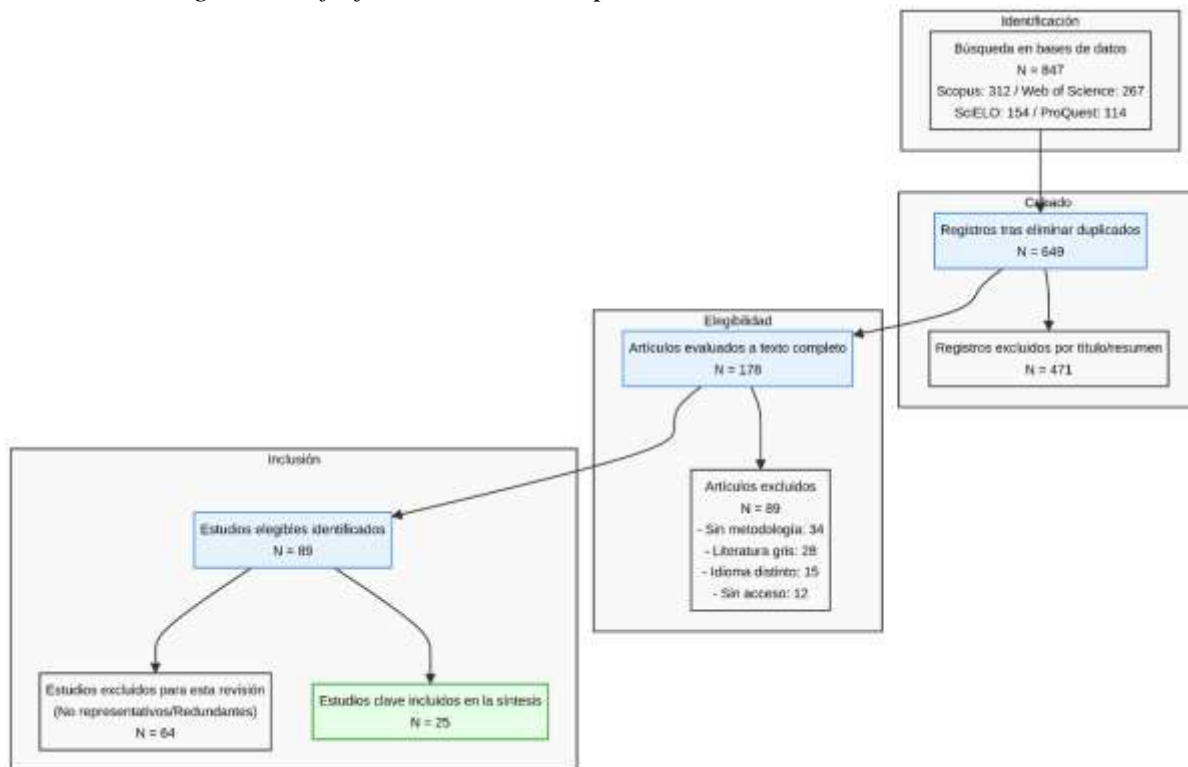 Identificación
Búsqueda en bases de datos
N = 847
Scopus: 312 / Web of Science: 267
SciELO: 154 / ProQuest: 114
Registros tras eliminar duplicados
N = 649
Registros excluidos por título/resumen
N = 471
Elegibilidad
Artículos evaluados a texto completo
N = 178
Artículos excluidos
N = 89
- Sin metodología: 34
- Literatura gris: 28
- Idioma distinto: 15
- Sin acceso: 12
Inclusión
Estudios elegibles identificados
N = 89
Estudios excluidos para esta revisión
(No representativos/Redundantes)
N = 64
Estudios clave incluidos en la síntesis
N = 25